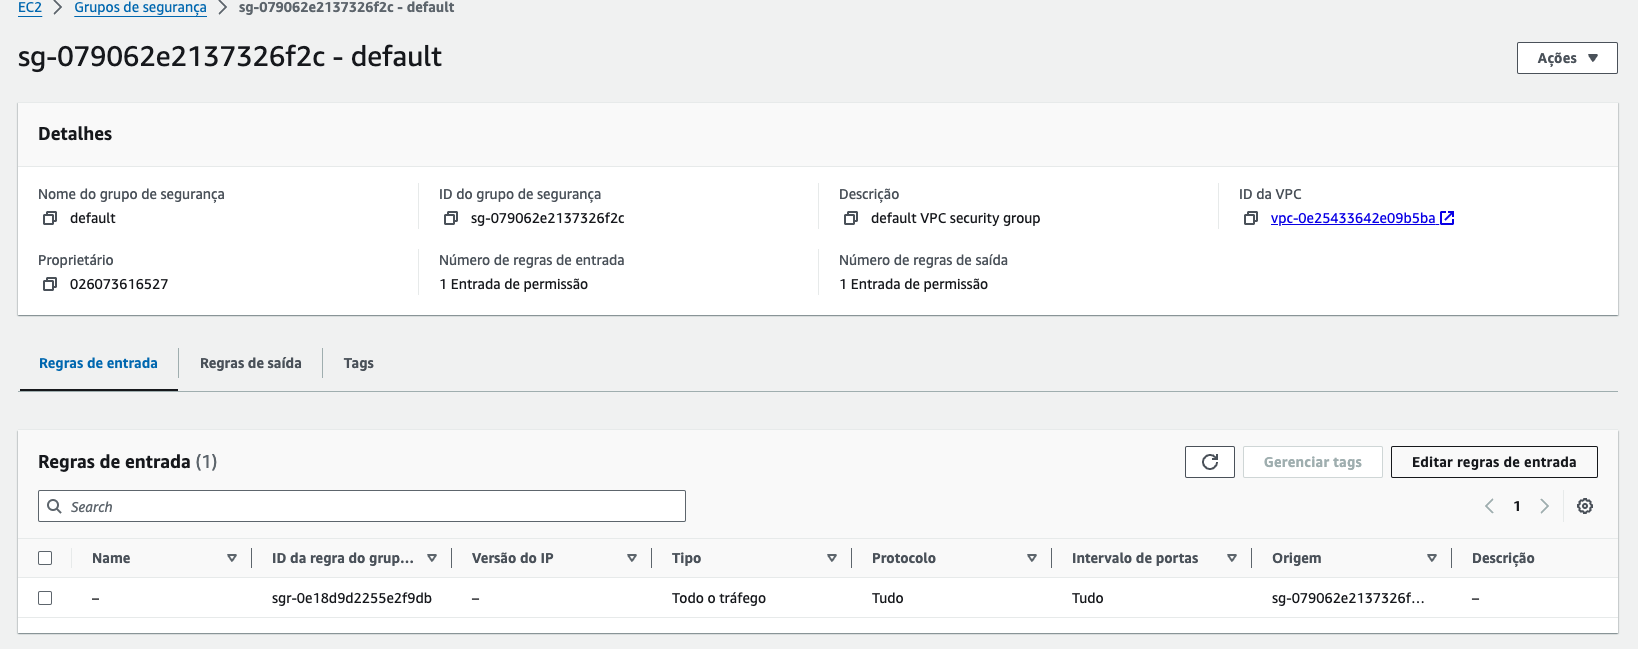 EC2 > Grupos de segurança > sg-079062e2137326f2c - default
sg-079062e2137326f2c - default
Ações
Detalhes
Nome do grupo de segurança
default
ID do grupo de segurança
sg-079062e2137326f2c
Descrição
default VPC security group
ID da VPC
vpc-0e25433642e09b5ba
Proprietário
026073616527
Número de regras de entrada
1 Entrada de permissão
Número de regras de saída
1 Entrada de permissão
Regras de entrada
Regras de saída
Tags
Regras de entrada (1)
Gerenciar tags
Editar regras de entrada
Search
1
Name
ID da regra do grup...
Versão do IP
Tipo
Protocolo
Intervalo de portas
Origem
Descrição
–
sgr-0e18d9d2255e2f9db
–
Todo o tráfego
Tudo
Tudo
sg-079062e2137326f...
–